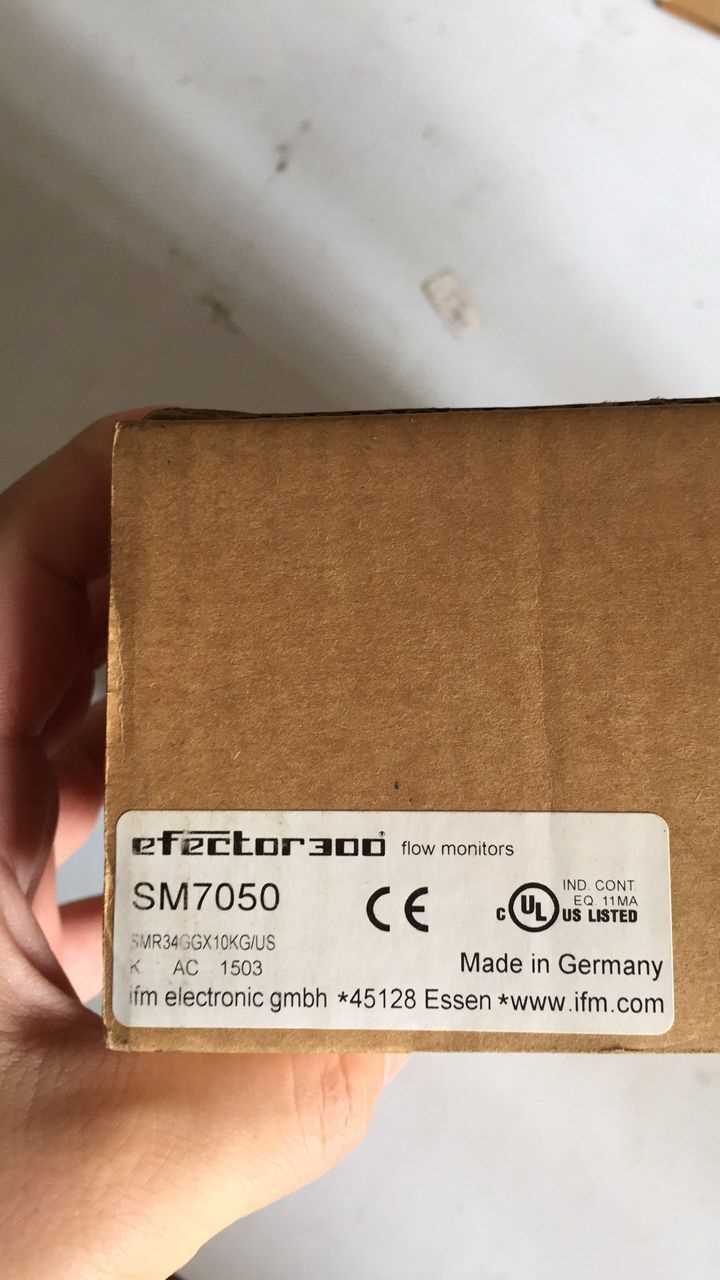 efector300® flow monitors
SM7050
CE
C UL US LISTED
IND. CONT
EQ. 11MA
SMR34GGX10KG/US
K AC 1503
Made in Germany
ifm electronic gmbh *45128 Essen *www.ifm.com